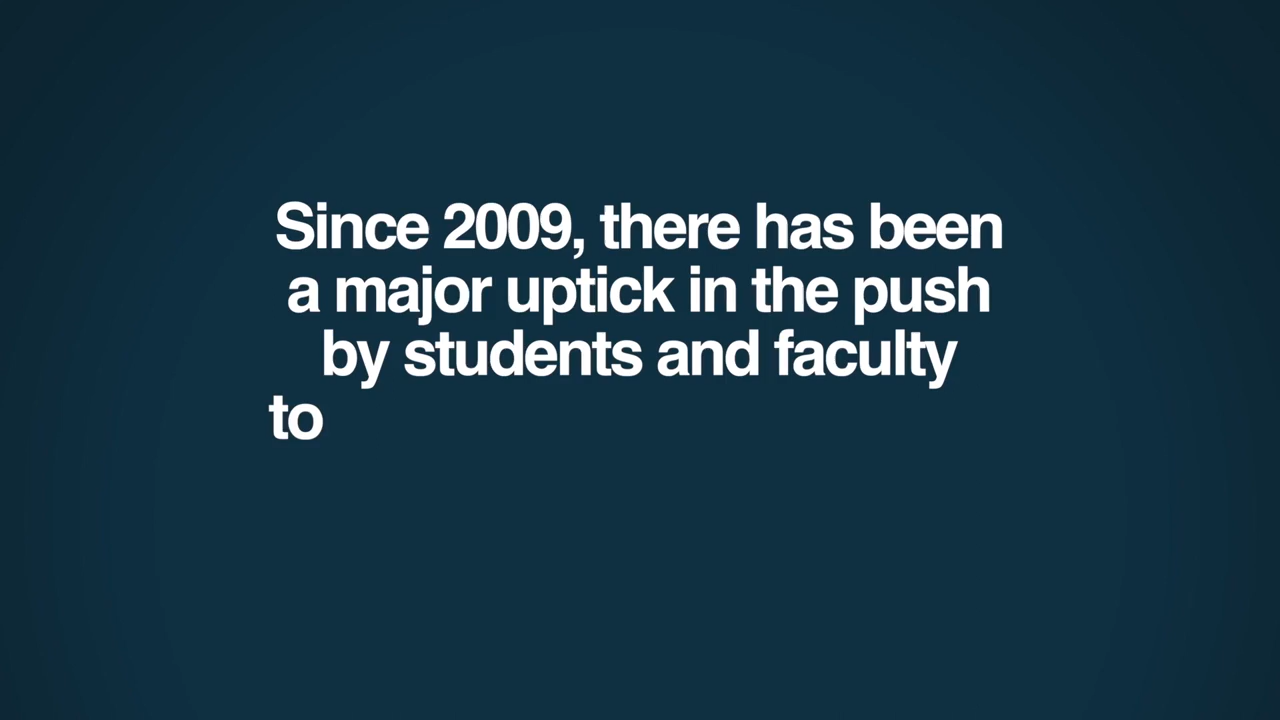 Since 2009, there has been
a major uptick in the push
by students and faculty
to